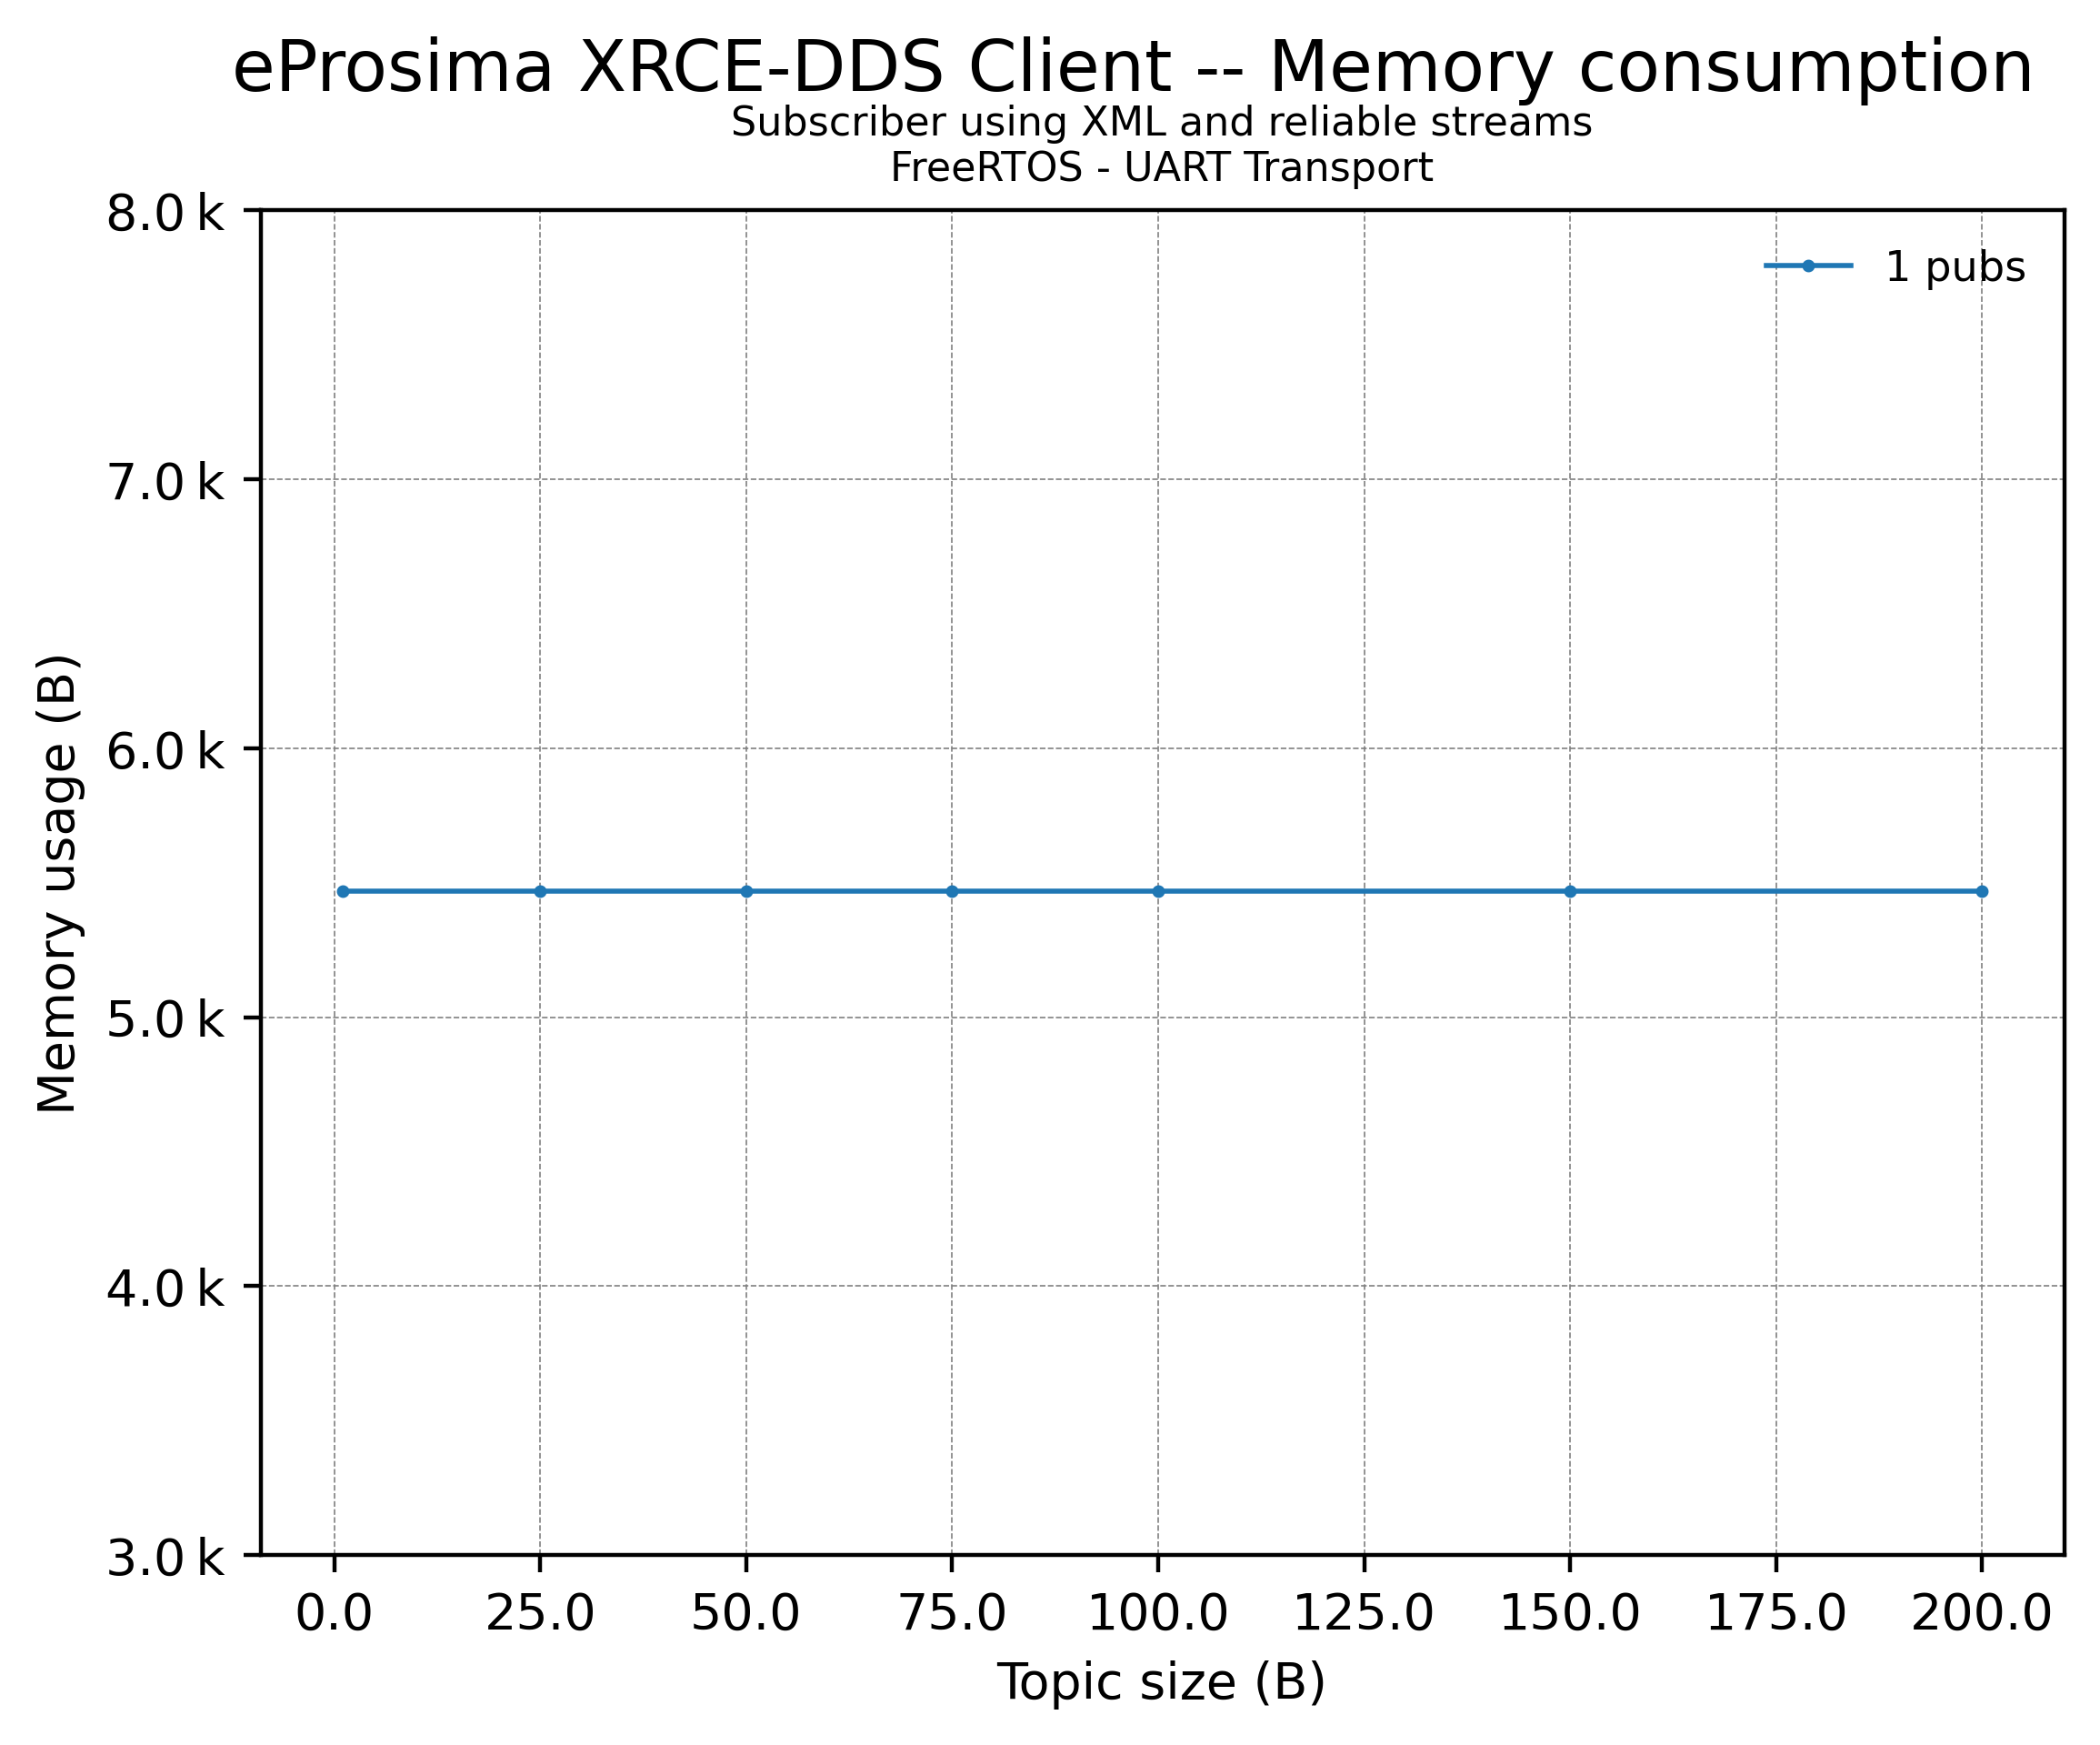 eProsima XRCE-DDS Client -- Memory consumption
Subscriber using XML and reliable streams
FreeRTOS - UART Transport
1 pubs
8.0 k
7.0 k
6.0 k
5.0 k
4.0 k
3.0 k
Memory usage (B)
0.0 25.0 50.0 75.0 100.0 125.0 150.0 175.0 200.0
Topic size (B)